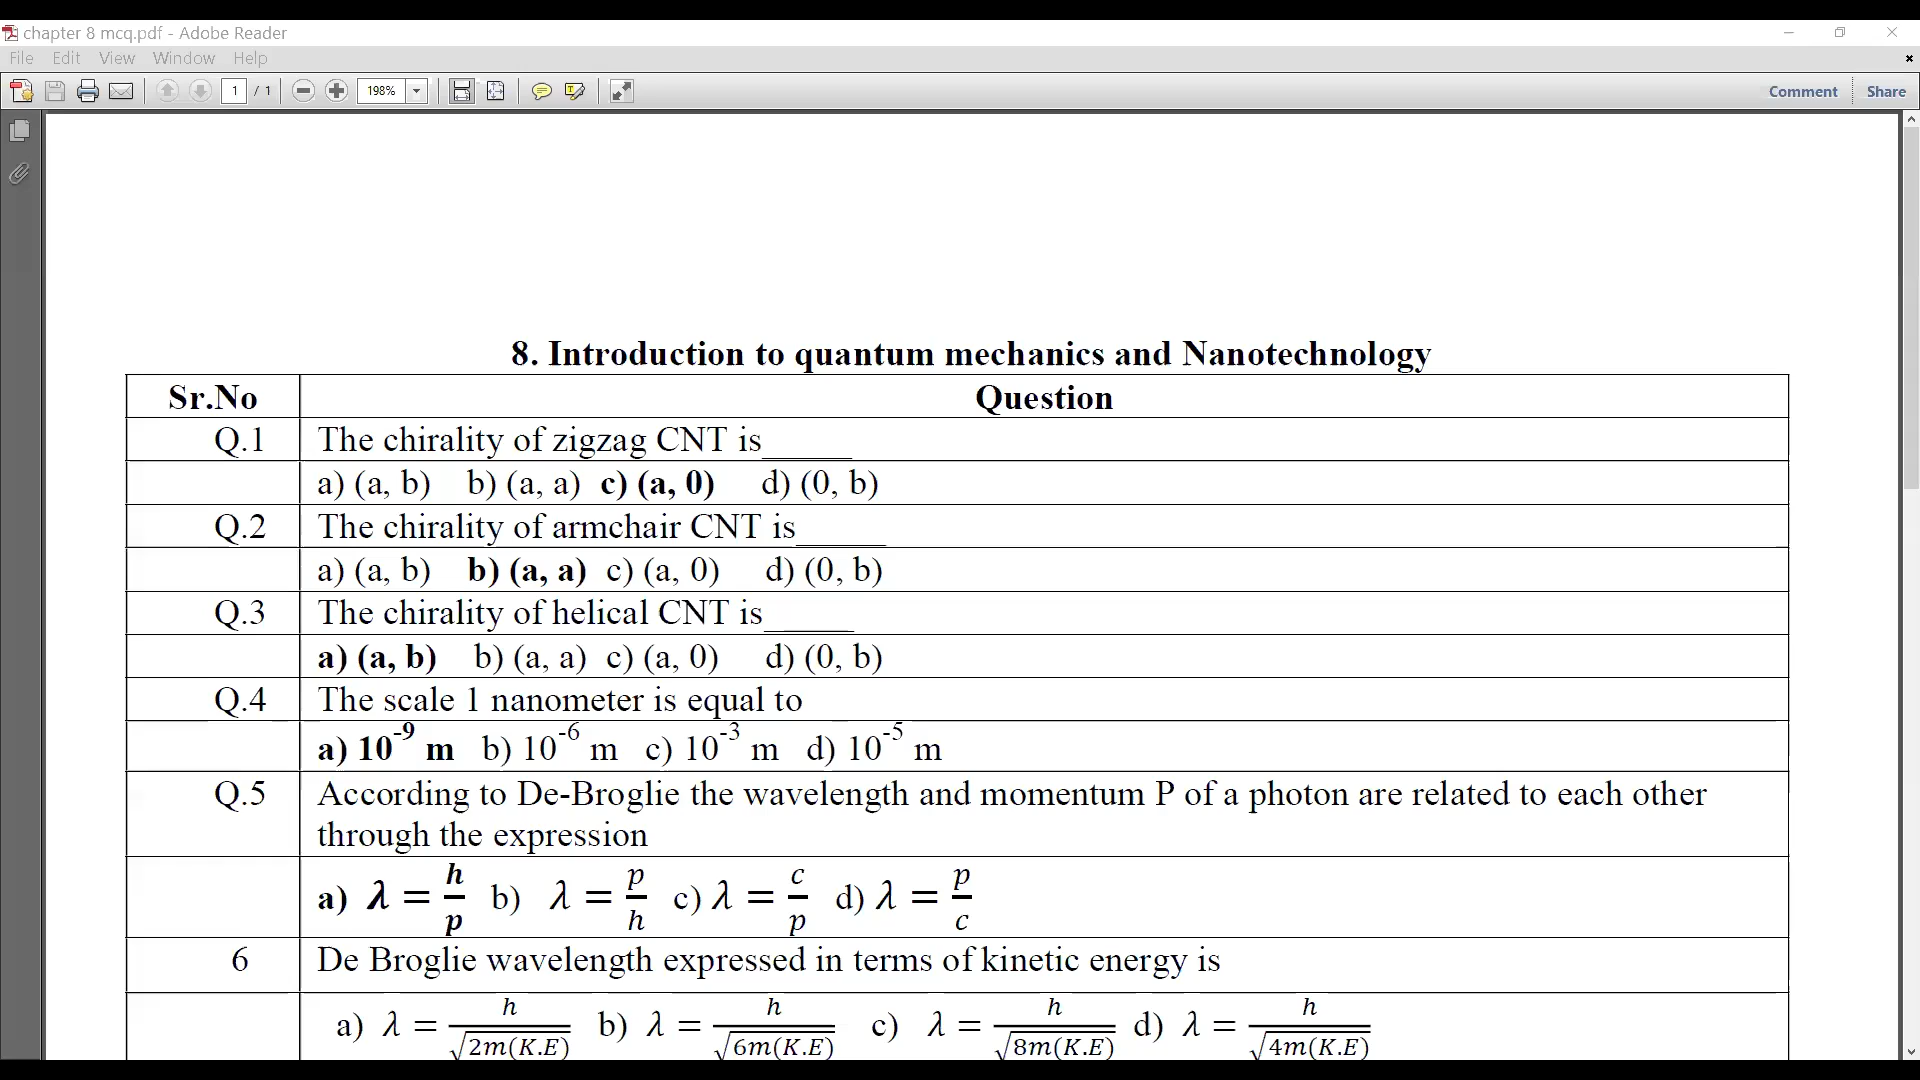 chapter 8 mcq.pdf - Adobe Reader
File Edit View Window Help
1 / 1 198% Comment Share
8. Introduction to quantum mechanics and Nanotechnology
Sr.No Question
Q.1 The chirality of zigzag CNT is_____
a) (a, b) b) (a, a) c) (a, 0) d) (0, b)
Q.2 The chirality of armchair CNT is_____
a) (a, b) b) (a, a) c) (a, 0) d) (0, b)
Q.3 The chirality of helical CNT is_____
a) (a, b) b) (a, a) c) (a, 0) d) (0, b)
Q.4 The scale 1 nanometer is equal to
a) 10⁻⁹ m b) 10⁻⁶ m c) 10⁻³ m d) 10⁻⁵ m
Q.5 According to De-Broglie the wavelength and momentum P of a photon are related to each other
through the expression
a) λ = h/p b) λ = p/h c) λ = c/p d) λ = p/c
6 De Broglie wavelength expressed in terms of kinetic energy is
a) λ = h/√2m(K.E) b) λ = h/√6m(K.E) c) λ = h/√8m(K.E) d) λ = h/√4m(K.E)